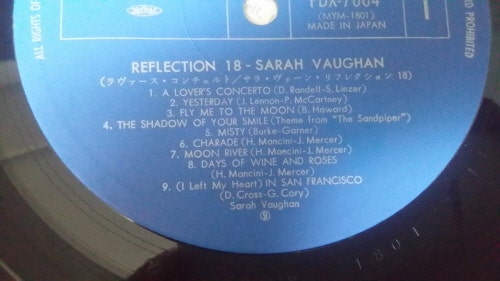 PDX-7004
(MYM-1801)
MADE IN JAPAN
1
ALL RIGHTS OF
PROHIBITED
REFLECTION 18 - SARAH VAUGHAN
(ラヴァース・コンチェルト/サラ・ヴォーン・リフレクション 18)
1. A LOVER'S CONCERTO (D. Randell-S. Linzer)
2. YESTERDAY (J. Lennon-P. McCartney)
3. FLY ME TO THE MOON (B. Haward)
4. THE SHADOW OF YOUR SMILE (Theme from "The Sandpiper")
5. MISTY (Burke-Garner)
6. CHARADE (H. Mancini-J. Mercer)
7. MOON RIVER (H. Mancini-J. Mercer)
8. DAYS OF WINE AND ROSES
(H. Mancini-J. Mercer)
9. (I Left My Heart) IN SAN FRANCISCO
(D. Cross-G. Cory)
Sarah Vaughan
Ⓟ
1801